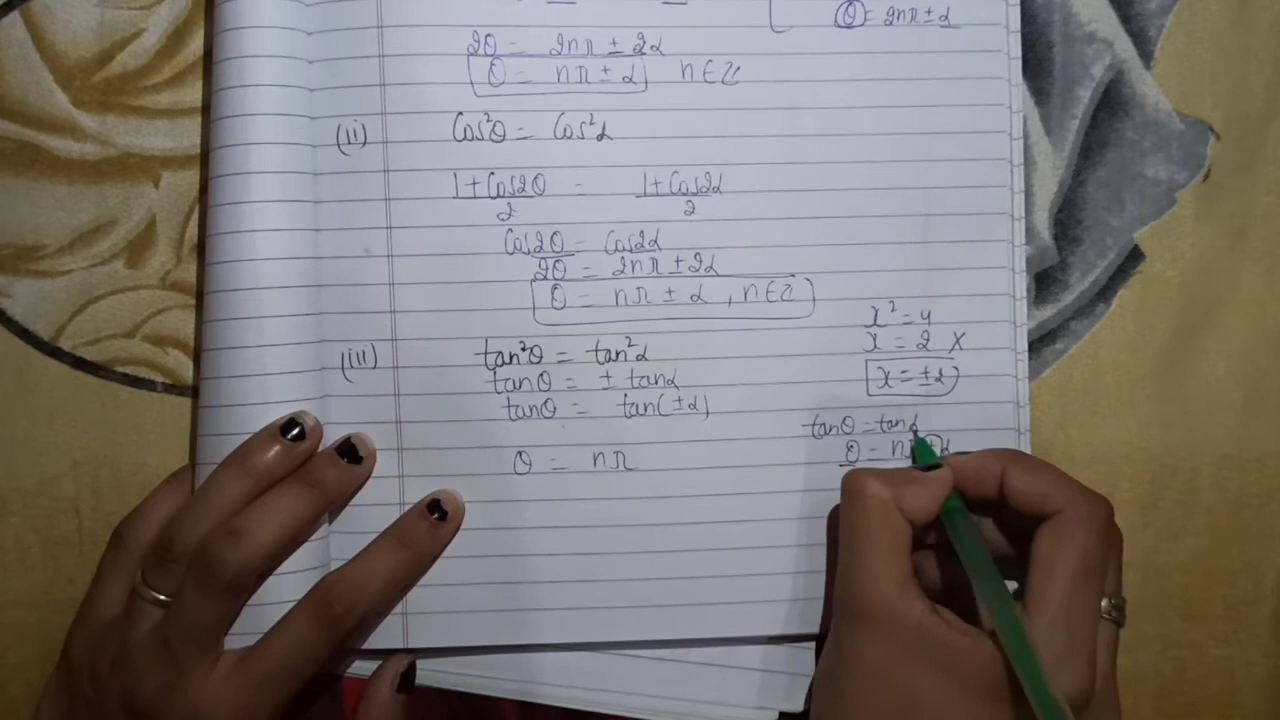 θ = 2nπ ± α
2θ = 2nπ ± 2α
θ = nπ ± α n∈Z
(ii) Cos²θ = Cos²α
1+Cos2θ / 2 = 1+Cos2α / 2
Cos2θ = Cos2α
2θ = 2nπ ± 2α
θ = nπ ± α , n∈Z
x² = 4
x = 2 X
x = ±2
(iii) tan²θ = tan²α
tanθ = ± tanα
tanθ = tan(±α)
tanθ = tanα
θ = nπ + α
θ = nπ